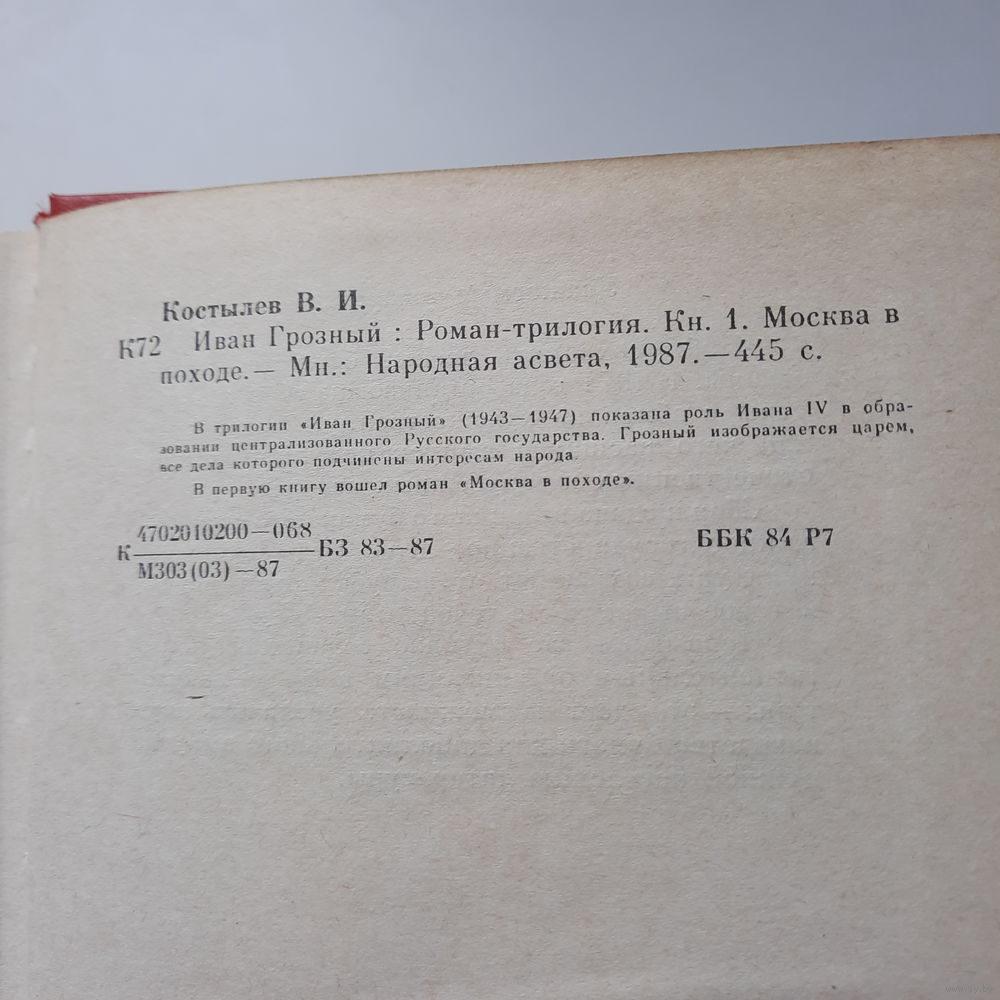 Костылев В. И.
К72 Иван Грозный : Роман-трилогия. Кн. 1. Москва в
походе.— Мн.: Народная асвета, 1987.—445 с.
В трилогии «Иван Грозный» (1943—1947) показана роль Ивана IV в обра-
зовании централизованного Русского государства. Грозный изображается царем,
все дела которого подчинены интересам народа.
В первую книгу вошел роман «Москва в походе».
К 4702010200—068
М303(03)—87 БЗ 83—87 ББК 84 Р7